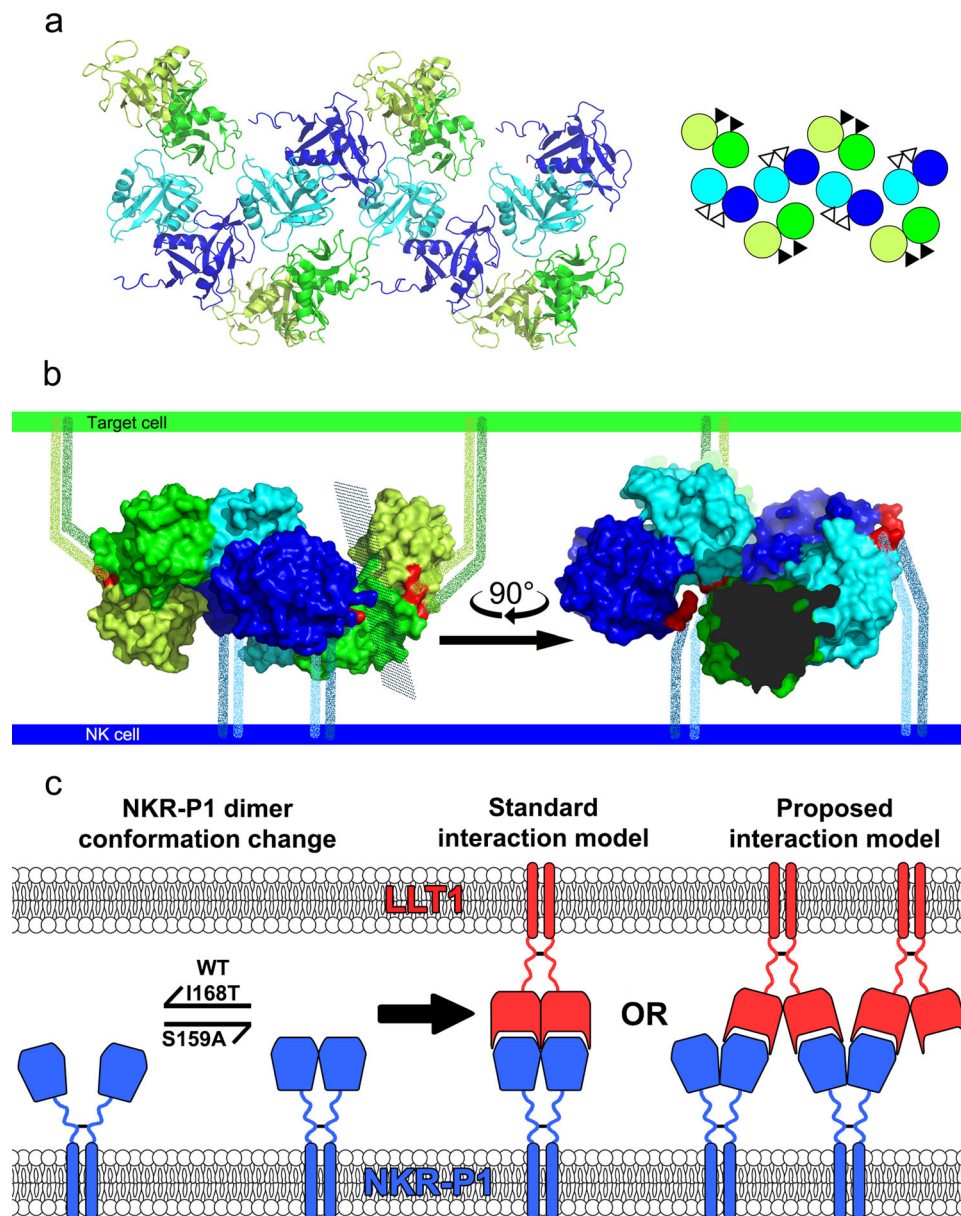 a
b
Target cell
90°
NK cell
c
NKR-P1 dimer
conformation change
Standard
interaction model
Proposed
interaction model
LLT1
WT
I168T
S159A
OR
NKR-P1